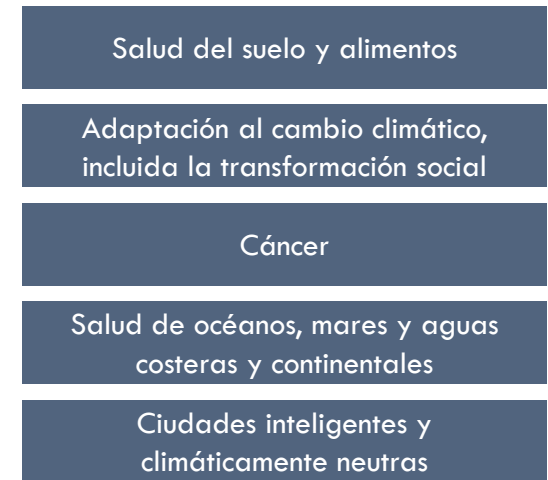 Salud del suelo y alimentos
Adaptación al cambio climático,
incluida la transformación social
Cáncer
Salud de océanos, mares y aguas
costeras y continentales
Ciudades inteligentes y
climáticamente neutras